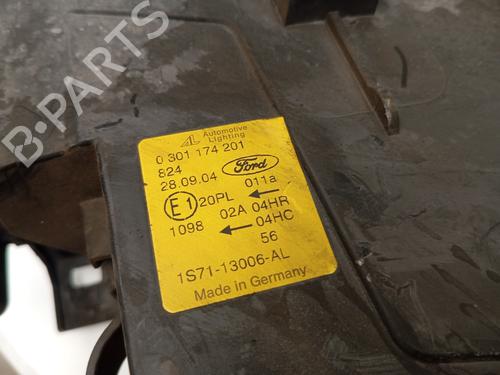 B-PARTS
AL Automotive Lighting
0 301 174 201
824
28.09.04
Ford
011a
E1 20PL ←
02A 04HR
1098 ← 04HC
56
1S71-13006-AL
Made in Germany